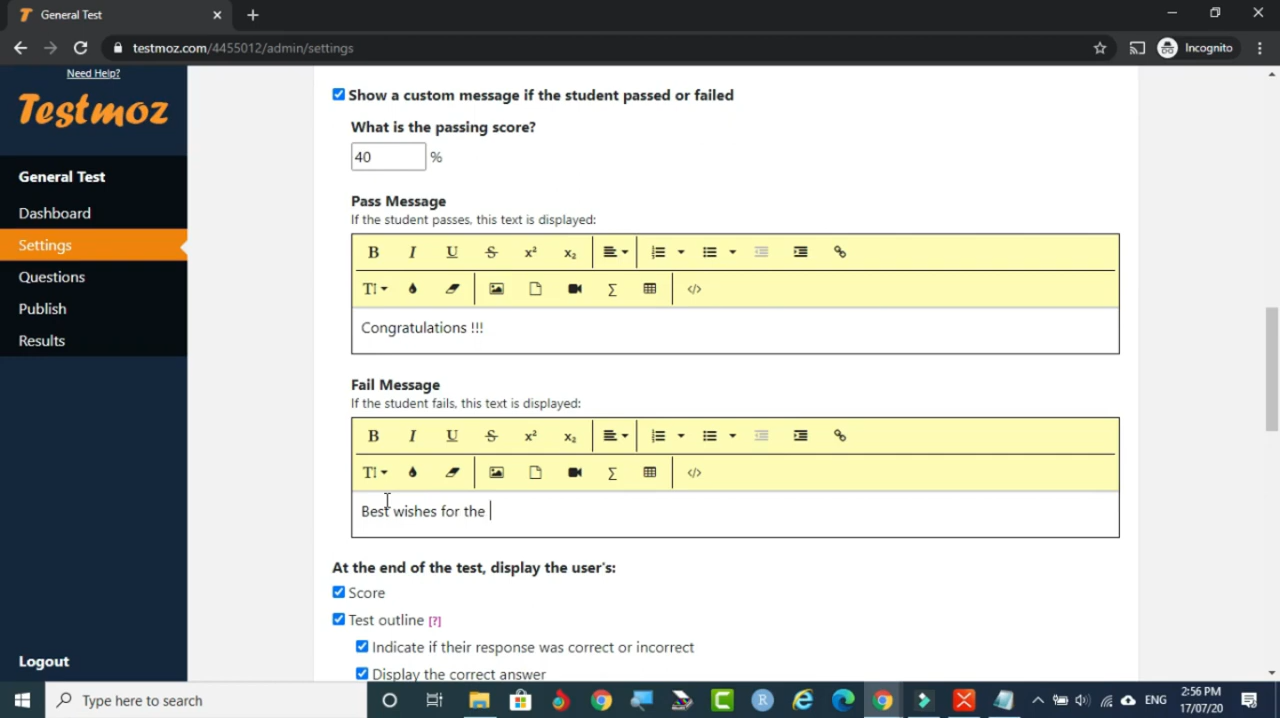 General Test
testmoz.com/4455012/admin/settings
Incognito
Need Help?
Testmoz
General Test
Dashboard
Settings
Questions
Publish
Results
Logout
Show a custom message if the student passed or failed
What is the passing score?
40 %
Pass Message
If the student passes, this text is displayed:
B I U S x² x₂
T Σ </>
Congratulations !!!
Fail Message
If the student fails, this text is displayed:
B I U S x² x₂
T Σ </>
Best wishes for the
At the end of the test, display the user's:
Score
Test outline [?]
Indicate if their response was correct or incorrect
Display the correct answer
Type here to search
ENG
2:56 PM
17/07/20